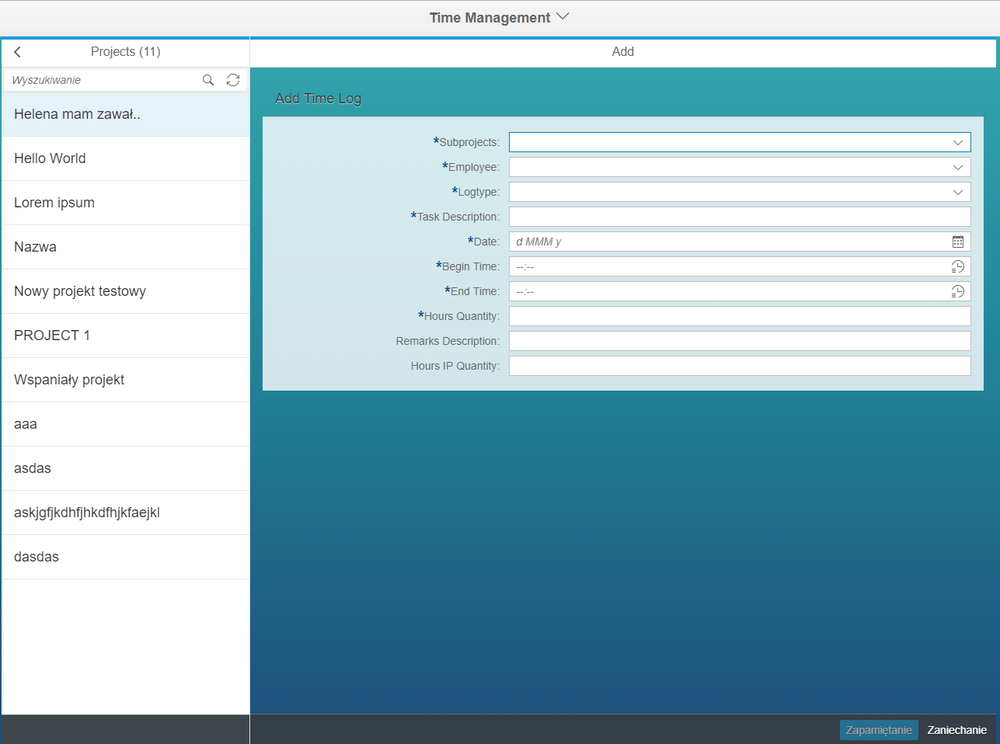 Time Management
Projects (11)
Add
Wyszukiwanie
Helena mam zawał..
Hello World
Lorem ipsum
Nazwa
Nowy projekt testowy
PROJECT 1
Wspaniały projekt
aaa
asdas
askjgfjkdhfjhkdfhjkfaejkl
dasdas
Add Time Log
*Subprojects:
*Employee:
*Logtype:
*Task Description:
*Date: d MMM y
*Begin Time: --:--
*End Time: --:--
*Hours Quantity:
Remarks Description:
Hours IP Quantity:
Zapamiętanie Zaniechanie